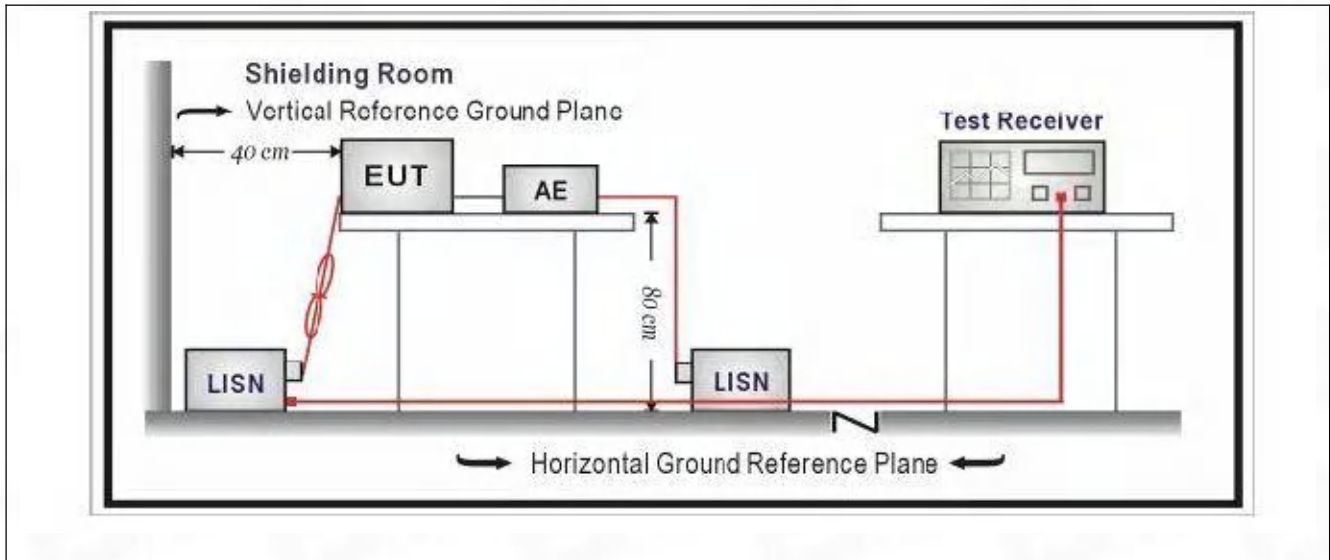 Shielding Room
Vertical Reference Ground Plane
40 cm
EUT
AE
Test Receiver
80 cm
LISN
LISN
Horizontal Ground Reference Plane